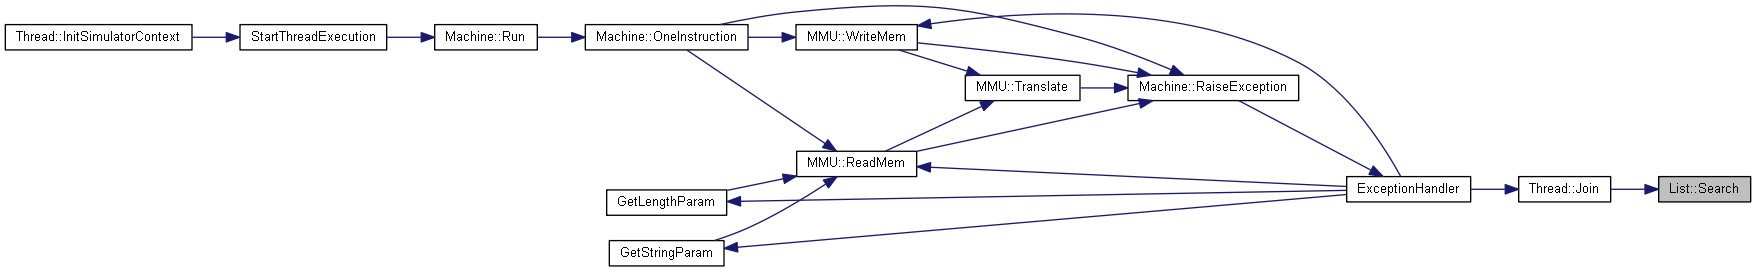 Thread::InitSimulatorContext
StartThreadExecution
Machine::Run
Machine::OneInstruction
MMU::WriteMem
MMU::Translate
Machine::RaiseException
MMU::ReadMem
GetLengthParam
GetStringParam
ExceptionHandler
Thread::Join
List::Search